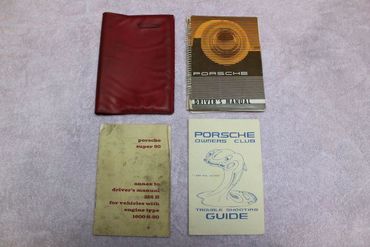 PORSCHE
DRIVER'S MANUAL
porsche
super 90
annex to
driver's manual
356 B
for vehicles with
engine type
1600 S-90
PORSCHE
OWNERS CLUB
TROUBLE SHOOTING
GUIDE